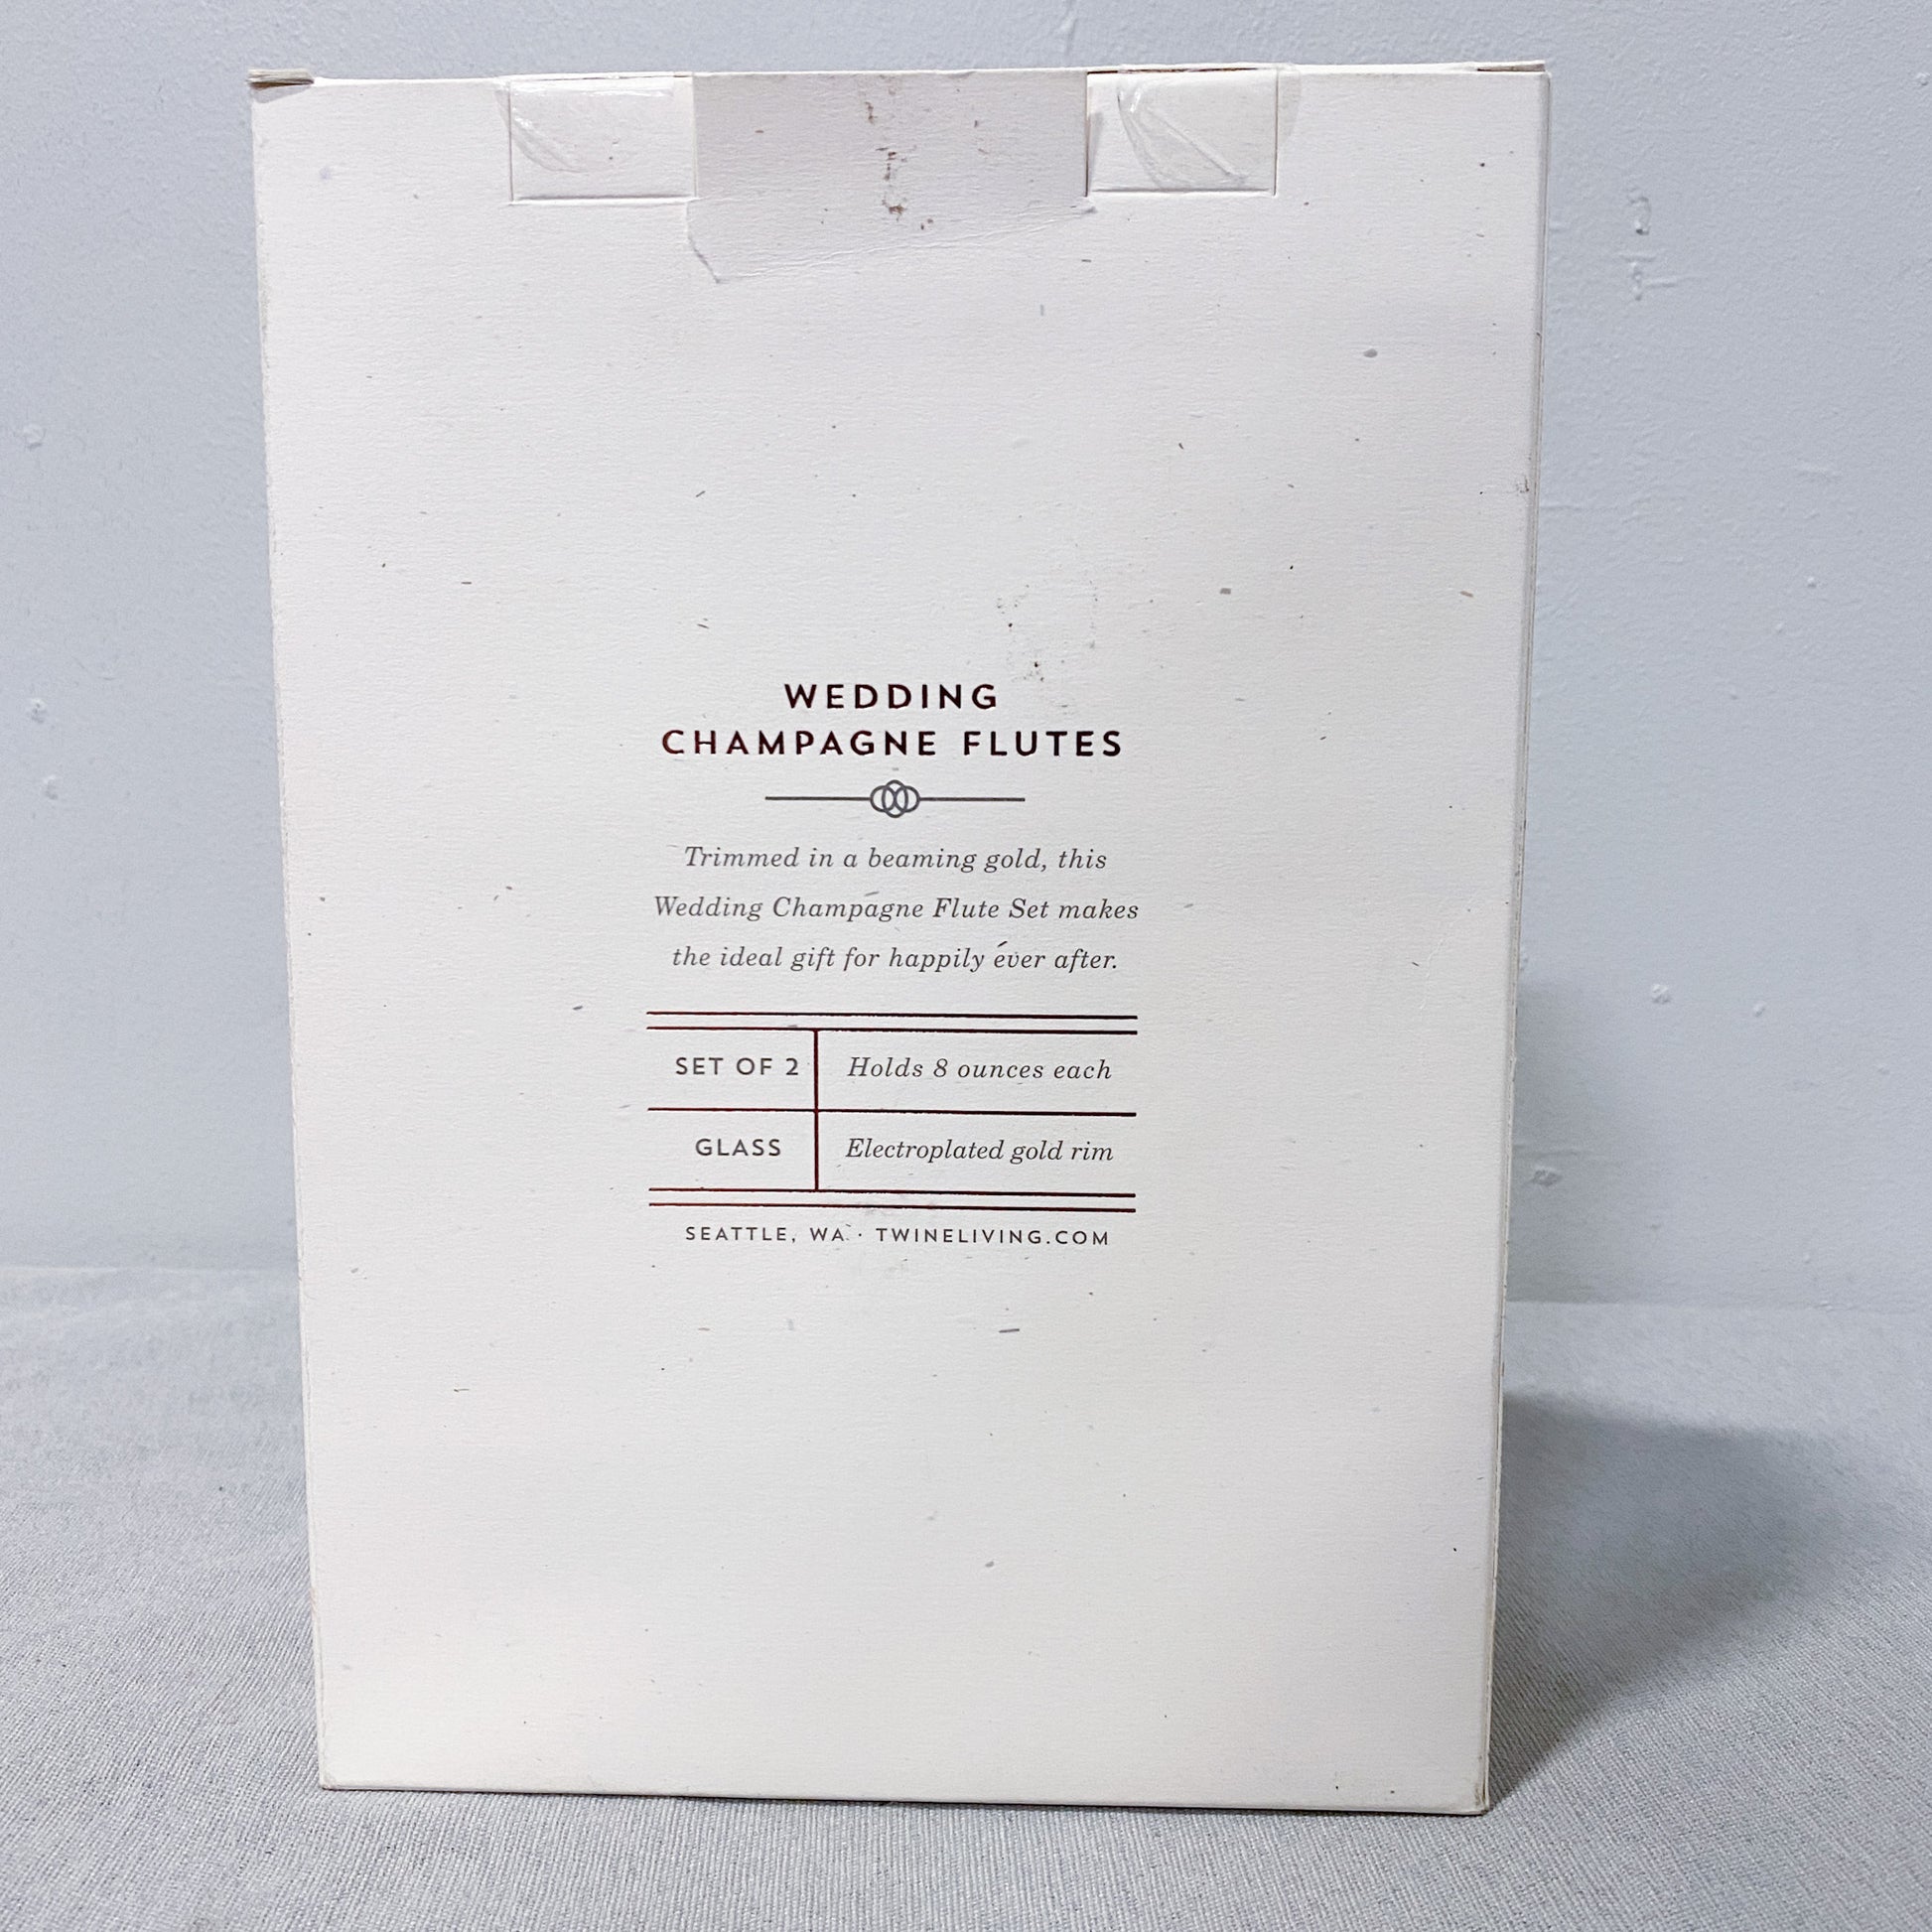 WEDDING
CHAMPAGNE FLUTES
Trimmed in a beaming gold, this
Wedding Champagne Flute Set makes
the ideal gift for happily ever after.
SET OF 2 Holds 8 ounces each
GLASS Electroplated gold rim
SEATTLE, WA · TWINELIVING.COM